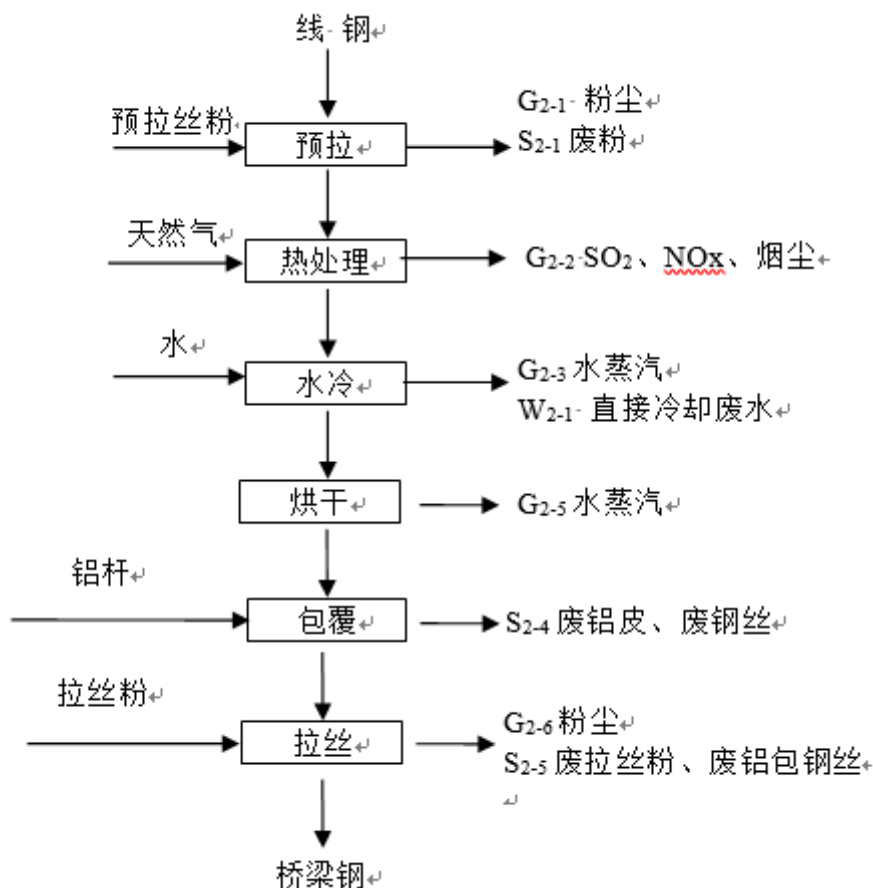 线 钢
预拉丝粉
预拉
G2-1 粉尘
S2-1 废粉
天然气
热处理
G2-2 SO2、NOx、烟尘
水
水冷
G2-3 水蒸汽
W2-1 直接冷却废水
烘干
G2-5 水蒸汽
铝杆
包覆
S2-4 废铝皮、废钢丝
拉丝粉
拉丝
G2-6 粉尘
S2-5 废拉丝粉、废铝包钢丝
桥梁钢